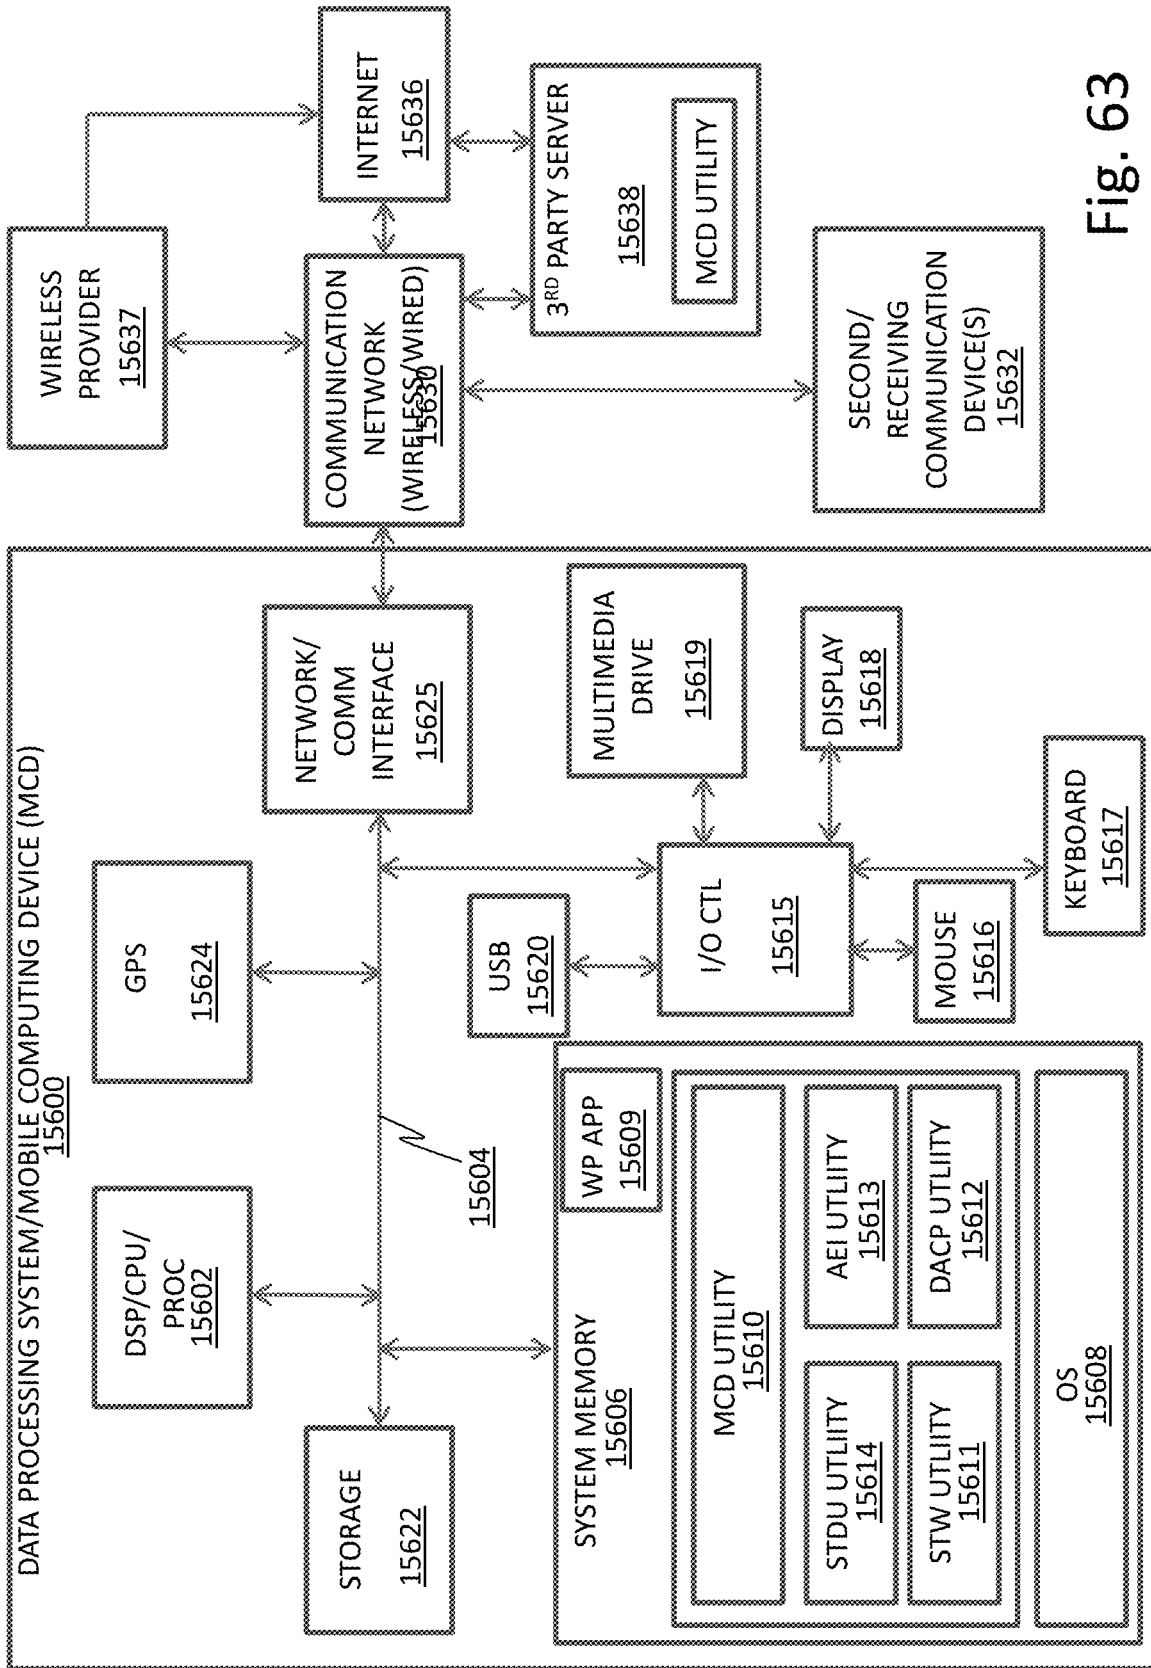 DATA PROCESSING SYSTEM/MOBILE COMPUTING DEVICE (MCD)
15600
STORAGE
15622
DSP/CPU/
PROC
15602
GPS
15624
15604
NETWORK/
COMM
INTERFACE
15625
SYSTEM MEMORY
15606
WP APP
15609
MCD UTILITY
15610
STDU UTLIITY
15614
AEI UTLIITY
15613
STW UTLIITY
15611
DACP UTLIITY
15612
OS
15608
USB
15620
I/O CTL
15615
MOUSE
15616
KEYBOARD
15617
MULTIMEDIA
DRIVE
15619
DISPLAY
15618
WIRELESS
PROVIDER
15637
COMMUNICATION
NETWORK
(WIRELESS/WIRED)
15630
INTERNET
15636
3RD PARTY SERVER
15638
MCD UTILITY
SECOND/
RECEIVING
COMMUNICATION
DEVICE(S)
15632
Fig. 63